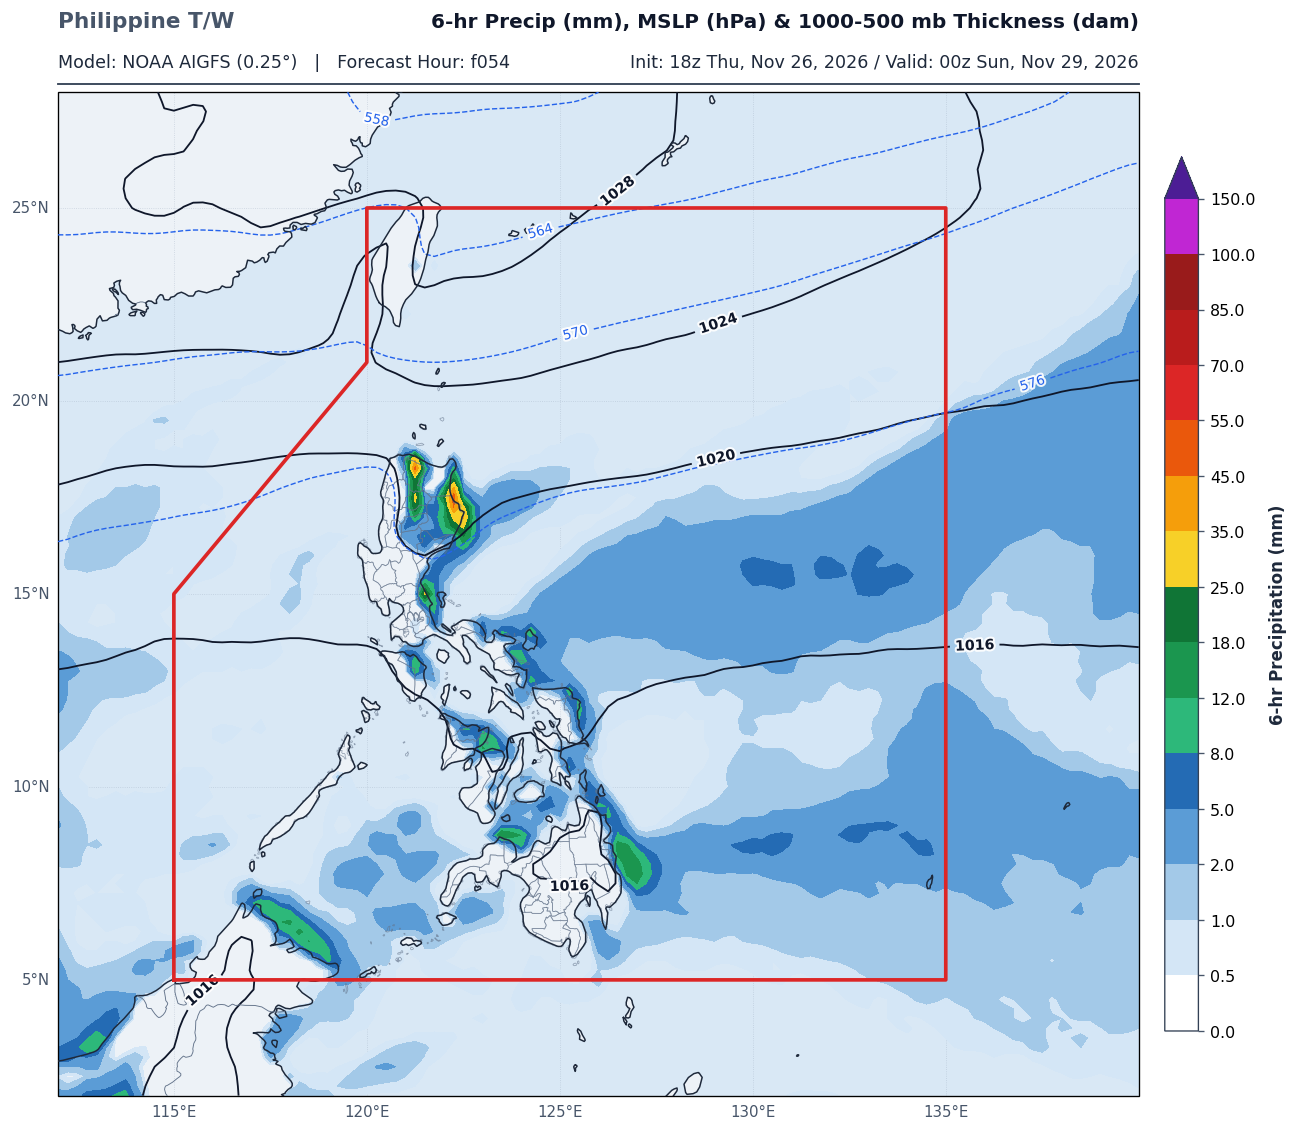 Philippine T/W
6-hr Precip (mm), MSLP (hPa) & 1000-500 mb Thickness (dam)
Model: NOAA AIGFS (0.25°) | Forecast Hour: f054
Init: 18z Thu, Nov 26, 2026 / Valid: 00z Sun, Nov 29, 2026
558
1028
564
1024
570
576
1020
1016
1016
1016
25°N
20°N
15°N
10°N
5°N
115°E
120°E
125°E
130°E
135°E
150.0
100.0
85.0
70.0
55.0
45.0
35.0
25.0
18.0
12.0
8.0
5.0
2.0
1.0
0.5
0.0
6-hr Precipitation (mm)